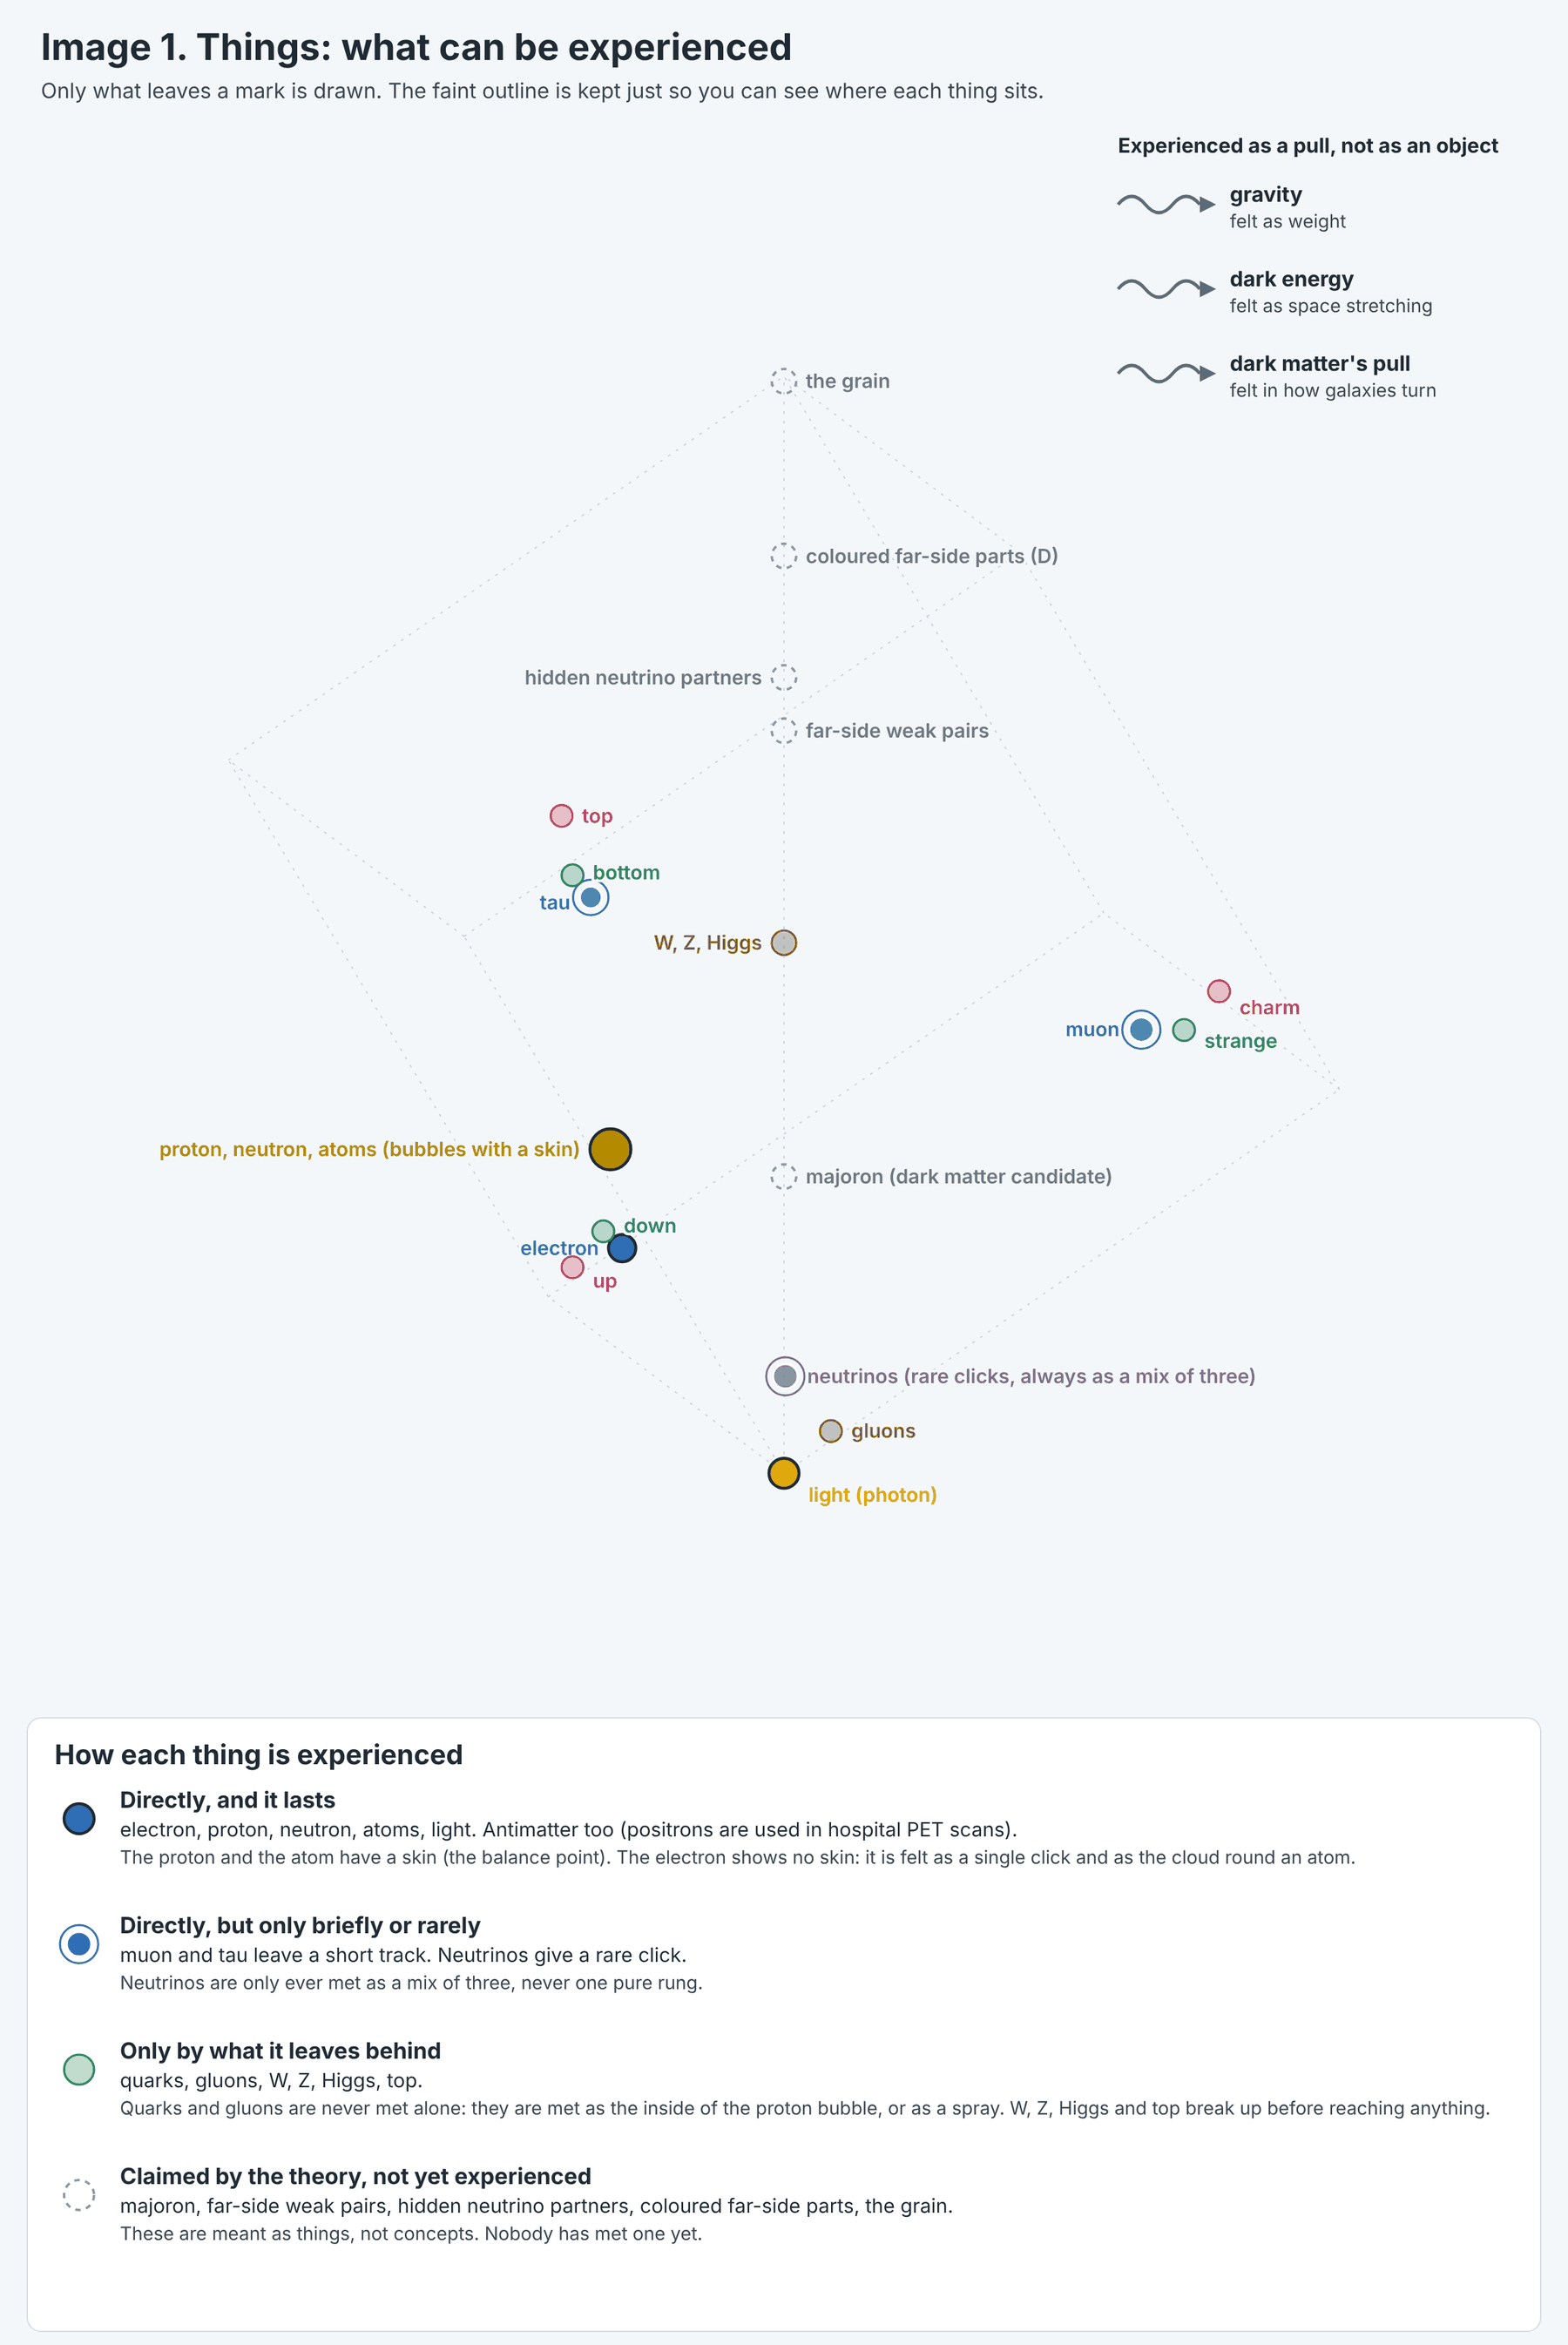 Image 1. Things: what can be experienced
Only what leaves a mark is drawn. The faint outline is kept just so you can see where each thing sits.
Experienced as a pull, not as an object
gravity
felt as weight
dark energy
felt as space stretching
dark matter's pull
felt in how galaxies turn
the grain
coloured far-side parts (D)
hidden neutrino partners
far-side weak pairs
top
bottom
tau
W, Z, Higgs
charm
muon
strange
proton, neutron, atoms (bubbles with a skin)
majoron (dark matter candidate)
down
electron
up
neutrinos (rare clicks, always as a mix of three)
gluons
light (photon)
How each thing is experienced
Directly, and it lasts
electron, proton, neutron, atoms, light. Antimatter too (positrons are used in hospital PET scans).
The proton and the atom have a skin (the balance point). The electron shows no skin: it is felt as a single click and as the cloud round an atom.
Directly, but only briefly or rarely
muon and tau leave a short track. Neutrinos give a rare click.
Neutrinos are only ever met as a mix of three, never one pure rung.
Only by what it leaves behind
quarks, gluons, W, Z, Higgs, top.
Quarks and gluons are never met alone: they are met as the inside of the proton bubble, or as a spray. W, Z, Higgs and top break up before reaching anything.
Claimed by the theory, not yet experienced
majoron, far-side weak pairs, hidden neutrino partners, coloured far-side parts, the grain.
These are meant as things, not concepts. Nobody has met one yet.